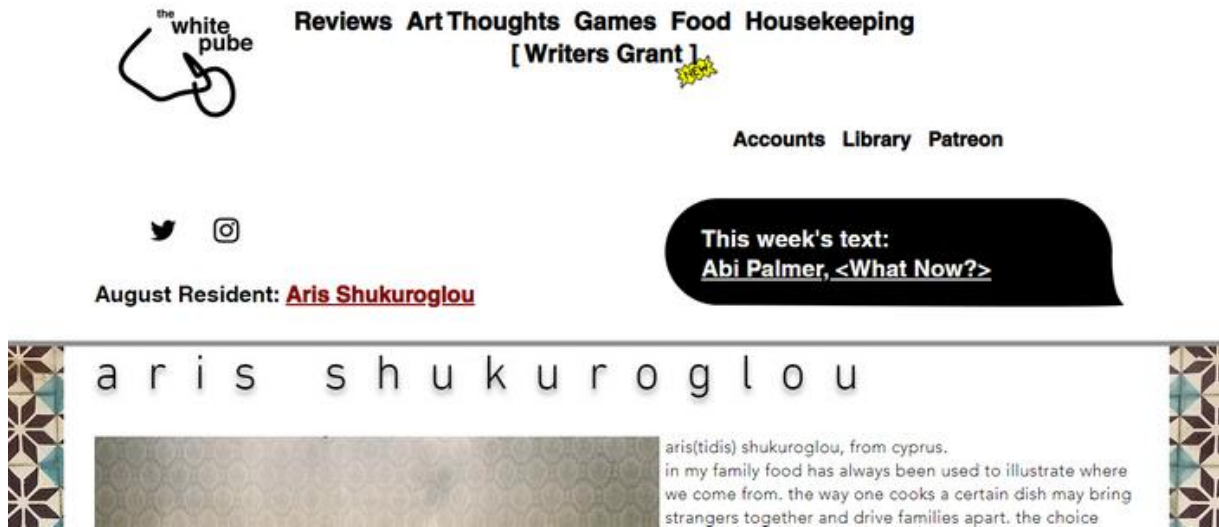 the
white
pube
Reviews Art Thoughts Games Food Housekeeping
[ Writers Grant ]
NEW
Accounts Library Patreon
This week's text:
Abi Palmer, <What Now?>
August Resident: Aris Shukuroglou
aris shukuroglou
aris(tidis) shukuroglou, from cyprus.
in my family food has always been used to illustrate where
we come from. the way one cooks a certain dish may bring
strangers together and drive families apart. the choice